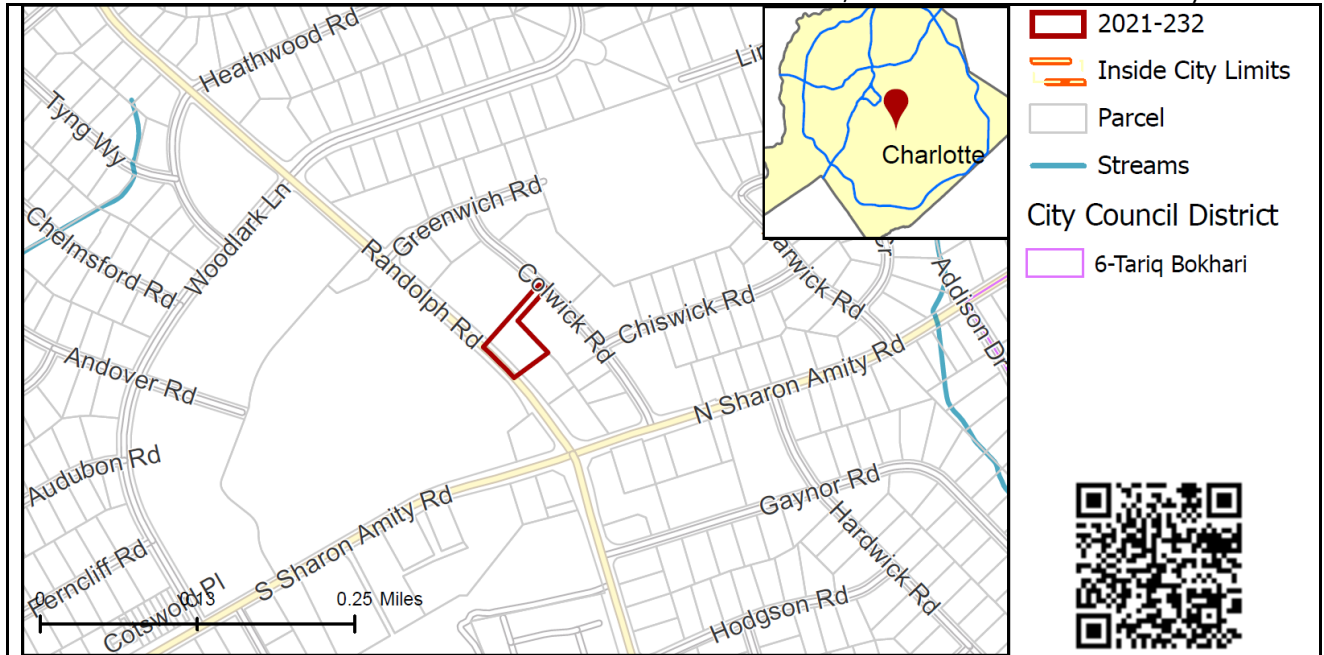 Heathwood Rd
Tyng Wy
Chelmsford Rd
Woodlark Ln
Greenwich Rd
Randolph Rd
Colwick Rd
Chiswick Rd
Andover Rd
Audubon Rd
Ferncliff Rd
Cotswold Pl
S Sharon Amity Rd
N Sharon Amity Rd
Addison Dr
Gaynor Rd
Hardwick Rd
Hodgson Rd
0
0.13
0.25 Miles
Charlotte
2021-232
Inside City Limits
Parcel
Streams
City Council District
6-Tariq Bokhari